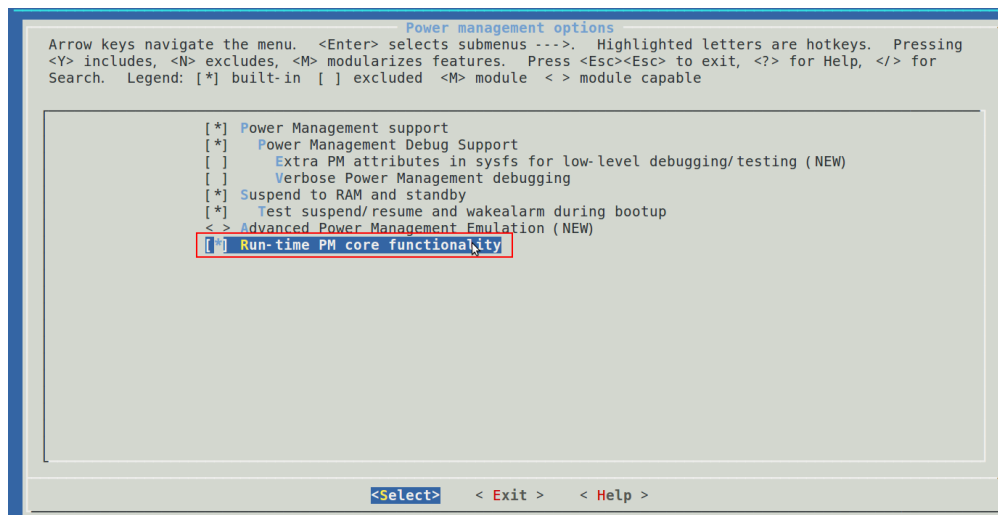 Power management options
Arrow keys navigate the menu. <Enter> selects submenus --->. Highlighted letters are hotkeys. Pressing
<Y> includes, <N> excludes, <M> modularizes features. Press <Esc><Esc> to exit, <?> for Help, </> for
Search. Legend: [*] built-in [ ] excluded <M> module < > module capable
[*] Power Management support
[*] Power Management Debug Support
[ ] Extra PM attributes in sysfs for low-level debugging/testing (NEW)
[ ] Verbose Power Management debugging
[*] Suspend to RAM and standby
[*] Test suspend/resume and wakealarm during bootup
< > Advanced Power Management Emulation (NEW)
[*] Run-time PM core functionality
<Select> < Exit > < Help >